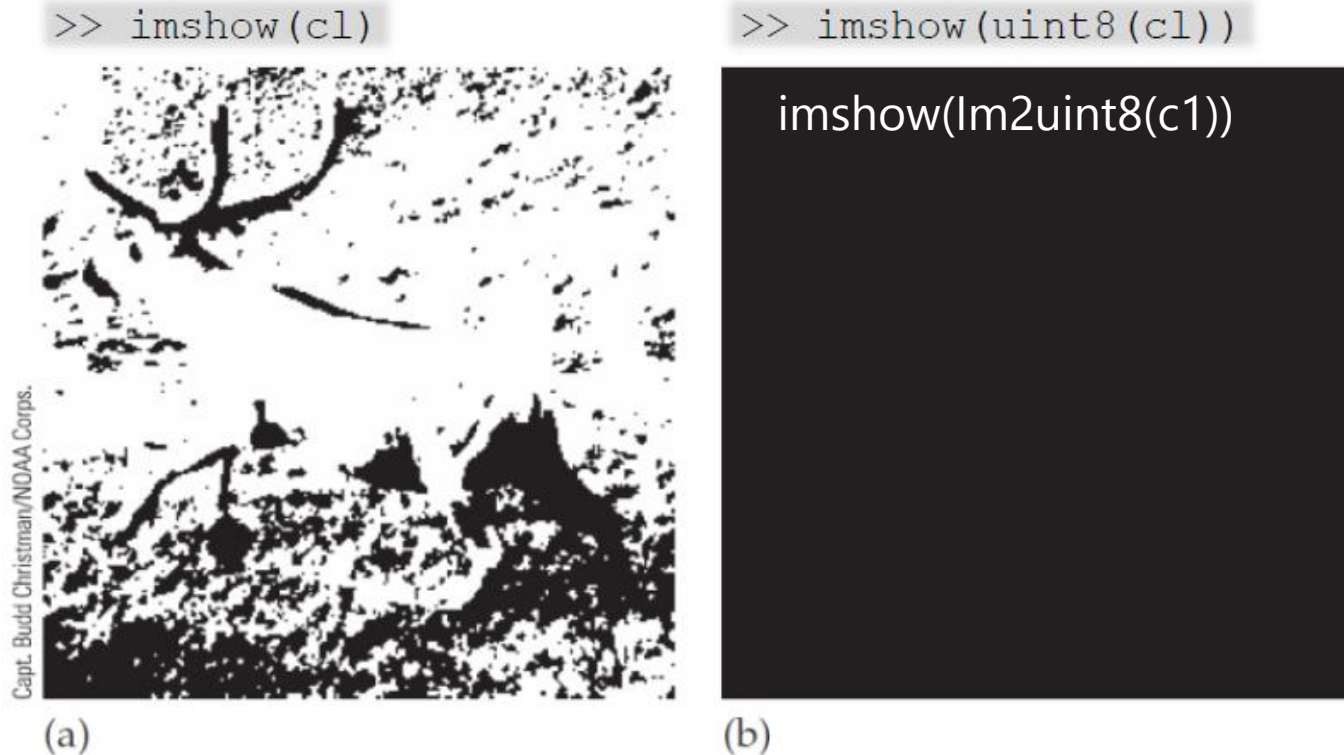 >> imshow(cl)
>> imshow(uint8(cl))
imshow(Im2uint8(c1))
Capt. Budd Christman/NOAA Corps.
(a)
(b)